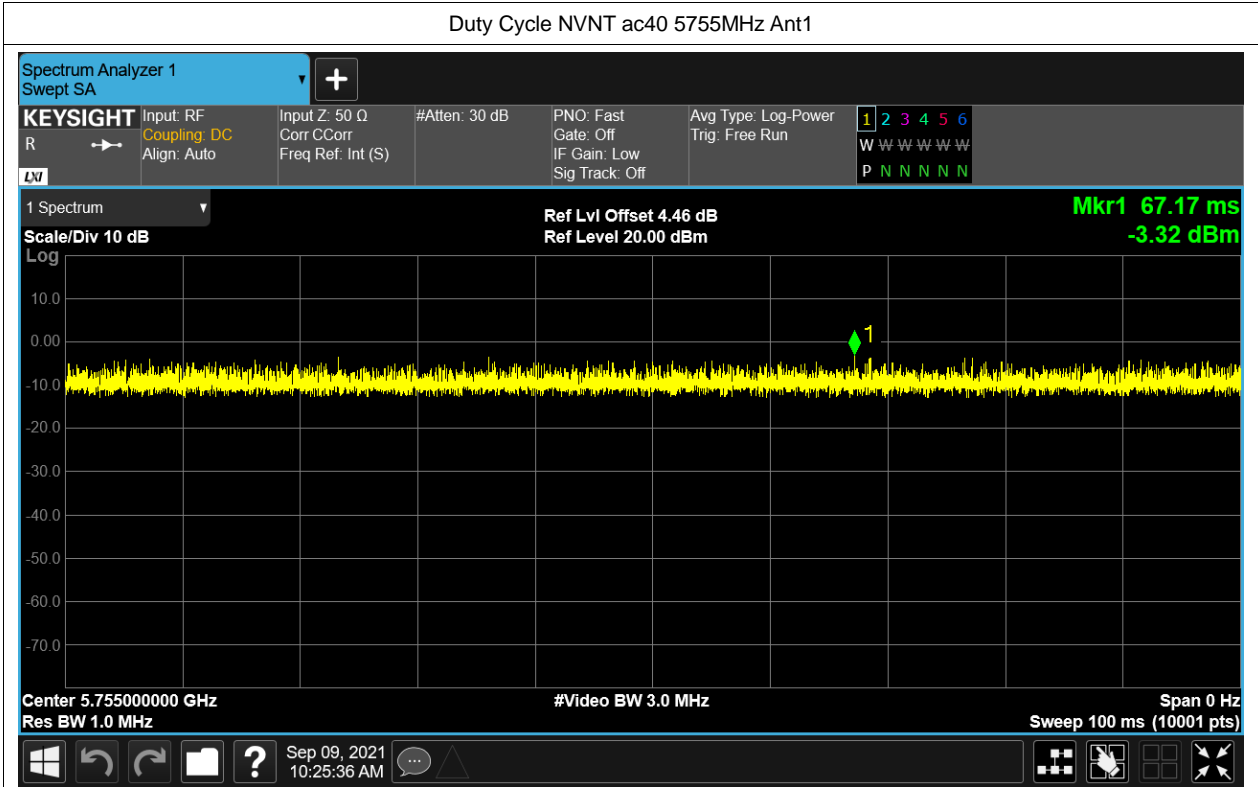 Duty Cycle NVNT ac40 5755MHz Ant1
Spectrum Analyzer 1
Swept SA
KEYSIGHT Input: RF Input Z: 50 Ω #Atten: 30 dB PNO: Fast Avg Type: Log-Power 1 2 3 4 5 6
R Coupling: DC Corr CCorr Gate: Off Trig: Free Run W W W W W W
Align: Auto Freq Ref: Int (S) IF Gain: Low
LXI Sig Track: Off P N N N N N
1 Spectrum Ref Lvl Offset 4.46 dB Mkr1 67.17 ms
Scale/Div 10 dB Ref Level 20.00 dBm -3.32 dBm
Log
10.0
0.00
1
-10.0
-20.0
-30.0
-40.0
-50.0
-60.0
-70.0
Center 5.755000000 GHz #Video BW 3.0 MHz Span 0 Hz
Res BW 1.0 MHz Sweep 100 ms (10001 pts)
? Sep 09, 2021
10:25:36 AM